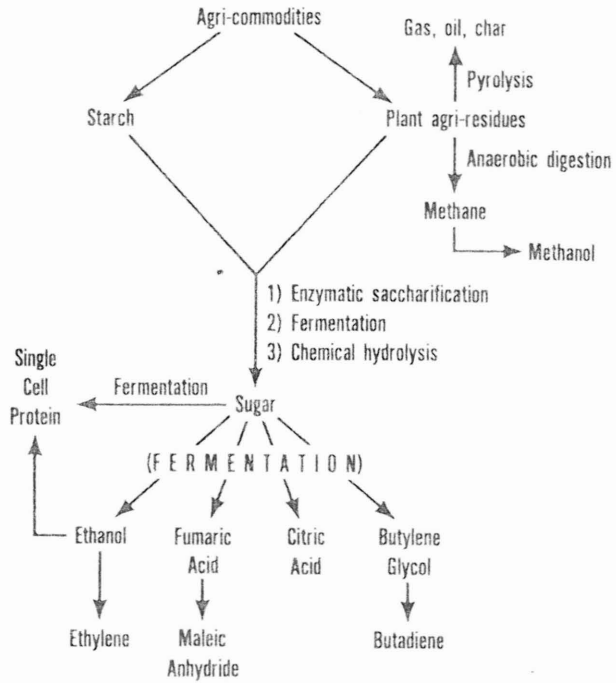 Agri-commodities
Gas, oil, char
Pyrolysis
Starch
Plant agri-residues
Anaerobic digestion
Methane
Methanol
1) Enzymatic saccharification
2) Fermentation
3) Chemical hydrolysis
Single
Cell
Protein
Fermentation
Sugar
(FERMENTATION)
Ethanol
Fumaric
Acid
Citric
Acid
Butylene
Glycol
Ethylene
Maleic
Anhydride
Butadiene